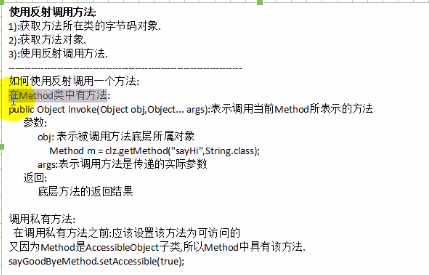 使用反射调用方法:
1):获取方法所在类的字节码对象.
2):获取方法对象.
3):使用反射调用方法.
--------------------------------------------------------------------
如何使用反射调用一个方法:
在Method类中有方法:
public Object invoke(Object obj,Object... args):表示调用当前Method所表示的方法
参数:
obj: 表示被调用方法底层所属对象
Method m = clz.getMethod("sayHi",String.class);
args:表示调用方法是传递的实际参数
返回:
底层方法的返回结果
调用私有方法:
在调用私有方法之前:应该设置该方法为可访问的
又因为Method是AccessibleObject子类,所以Method中具有该方法.
sayGoodByeMethod.setAccessible(true);